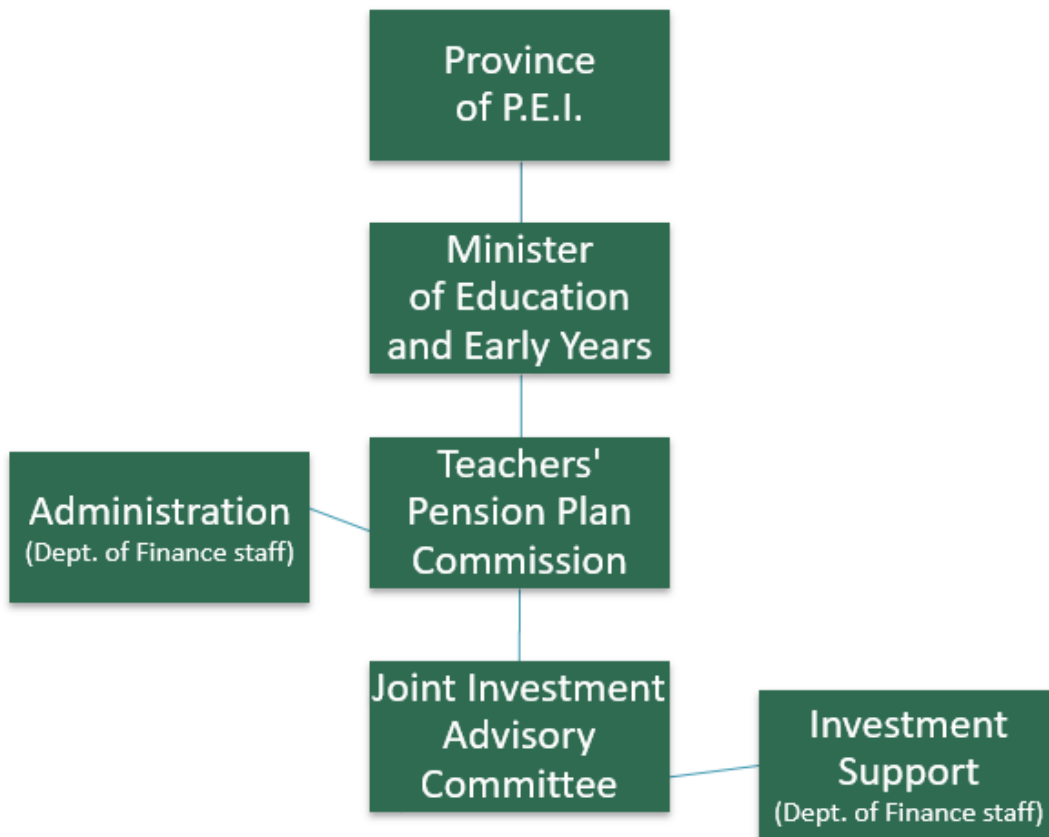 Province
of P.E.I.
Minister
of Education
and Early Years
Teachers'
Pension Plan
Commission
Administration
(Dept. of Finance staff)
Joint Investment
Advisory
Committee
Investment
Support
(Dept. of Finance staff)